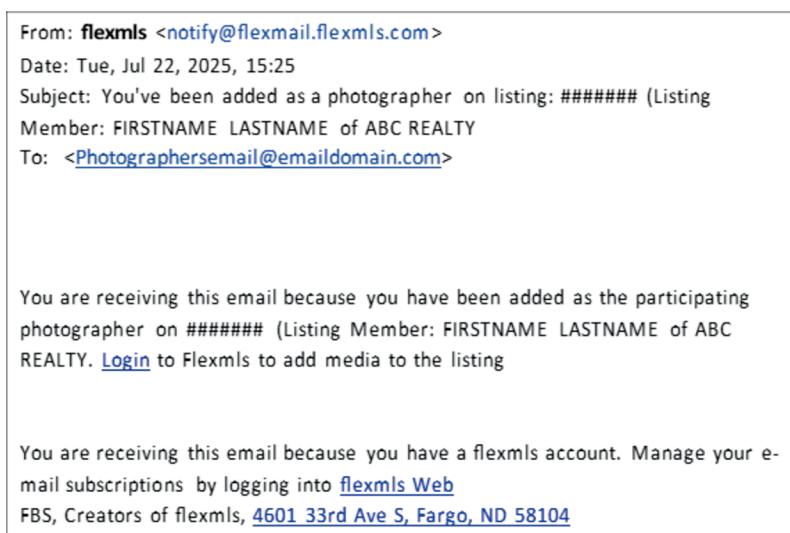 From: flexmls <notify@flexmail.flexmls.com>
Date: Tue, Jul 22, 2025, 15:25
Subject: You've been added as a photographer on listing: ####### (Listing
Member: FIRSTNAME LASTNAME of ABC REALTY
To: <Photographersemail@emaildomain.com>
You are receiving this email because you have been added as the participating
photographer on ####### (Listing Member: FIRSTNAME LASTNAME of ABC
REALTY. Login to Flexmls to add media to the listing
You are receiving this email because you have a flexmls account. Manage your e-
mail subscriptions by logging into flexmls Web
FBS, Creators of flexmls, 4601 33rd Ave S, Fargo, ND 58104